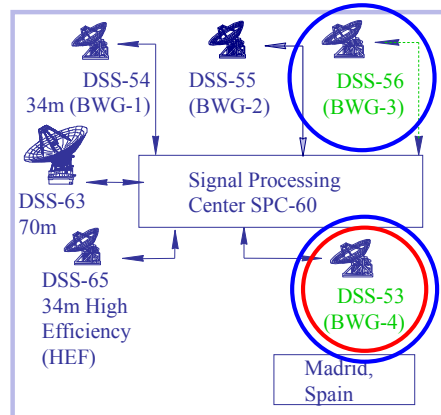 DSS-54
34m (BWG-1)
DSS-55
(BWG-2)
DSS-56
(BWG-3)
DSS-63
70m
Signal Processing
Center SPC-60
DSS-65
34m High
Efficiency
(HEF)
DSS-53
(BWG-4)
Madrid,
Spain